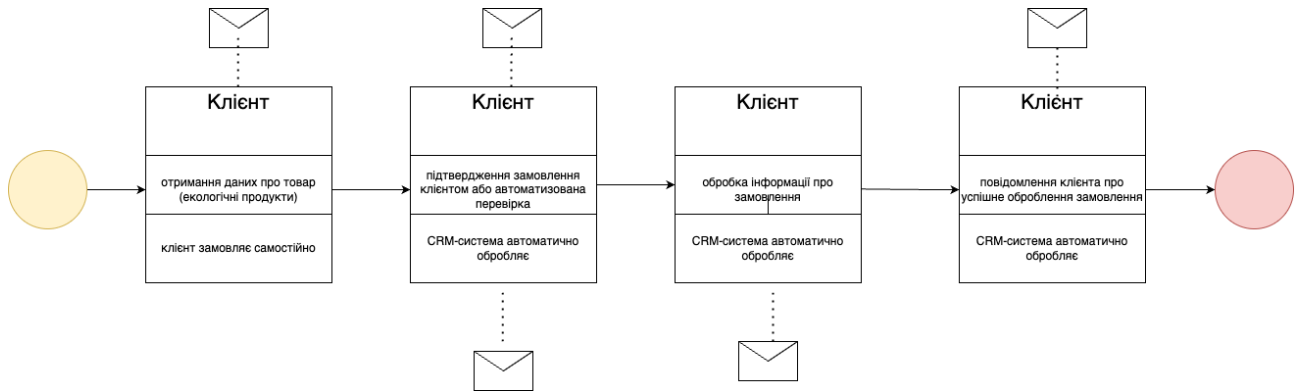 Клієнт
отримання даних про товар
(екологічні продукти)
клієнт замовляє самостійно
Клієнт
підтвердження замовлення
клієнтом або автоматизована
перевірка
CRM-система автоматично
обробляє
Клієнт
обробка інформації про
замовлення
CRM-система автоматично
обробляє
Клієнт
повідомлення клієнта про
успішне оброблення замовлення
CRM-система автоматично
обробляє